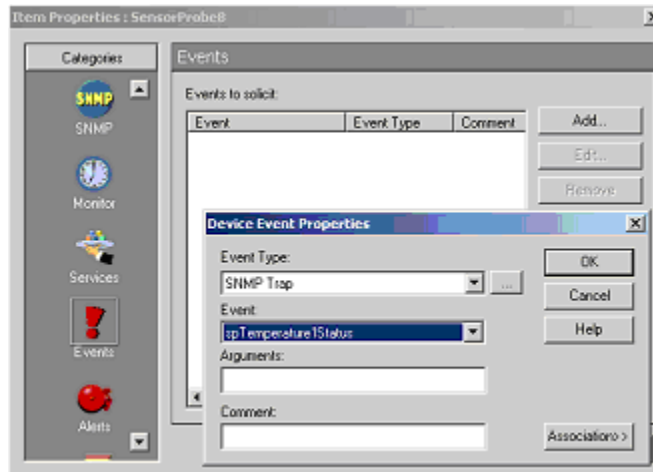 Item Properties : SensorProbe8
Categories
SNMP
SNMP
Monitor
Services
Events
Alerts
Events
Events to solicit:
Event Event Type Comment
Add...
Edit...
Remove
Device Event Properties
Event Type:
SNMP Trap
...
Event:
spTemperature1Status
Arguments:
Comment:
OK
Cancel
Help
Associations>